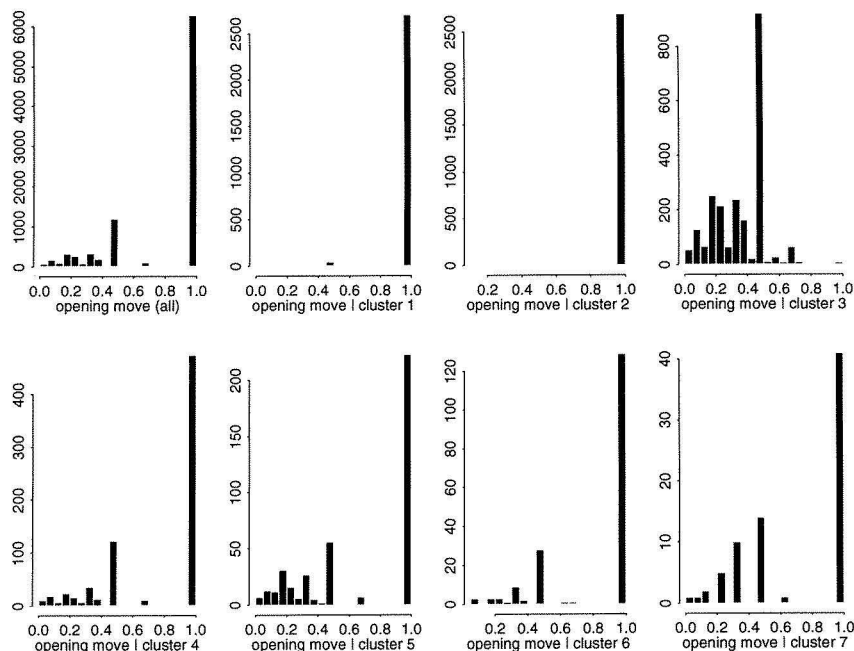 0 1000 2000 3000 4000 5000 6000
0.0 0.2 0.4 0.6 0.8 1.0
opening move (all)
0 500 1000 1500 2000 2500
0.0 0.2 0.4 0.6 0.8 1.0
opening move | cluster 1
0 500 1000 1500 2000 2500
0.2 0.4 0.6 0.8 1.0
opening move | cluster 2
0 200 400 600 800
0.0 0.2 0.4 0.6 0.8 1.0
opening move | cluster 3
0 100 200 300 400
0.0 0.2 0.4 0.6 0.8 1.0
opening move | cluster 4
0 50 100 150 200
0.0 0.2 0.4 0.6 0.8 1.0
opening move | cluster 5
0 20 40 60 80 100 120
0.2 0.4 0.6 0.8 1.0
opening move | cluster 6
0 10 20 30 40
0.0 0.2 0.4 0.6 0.8 1.0
opening move | cluster 7